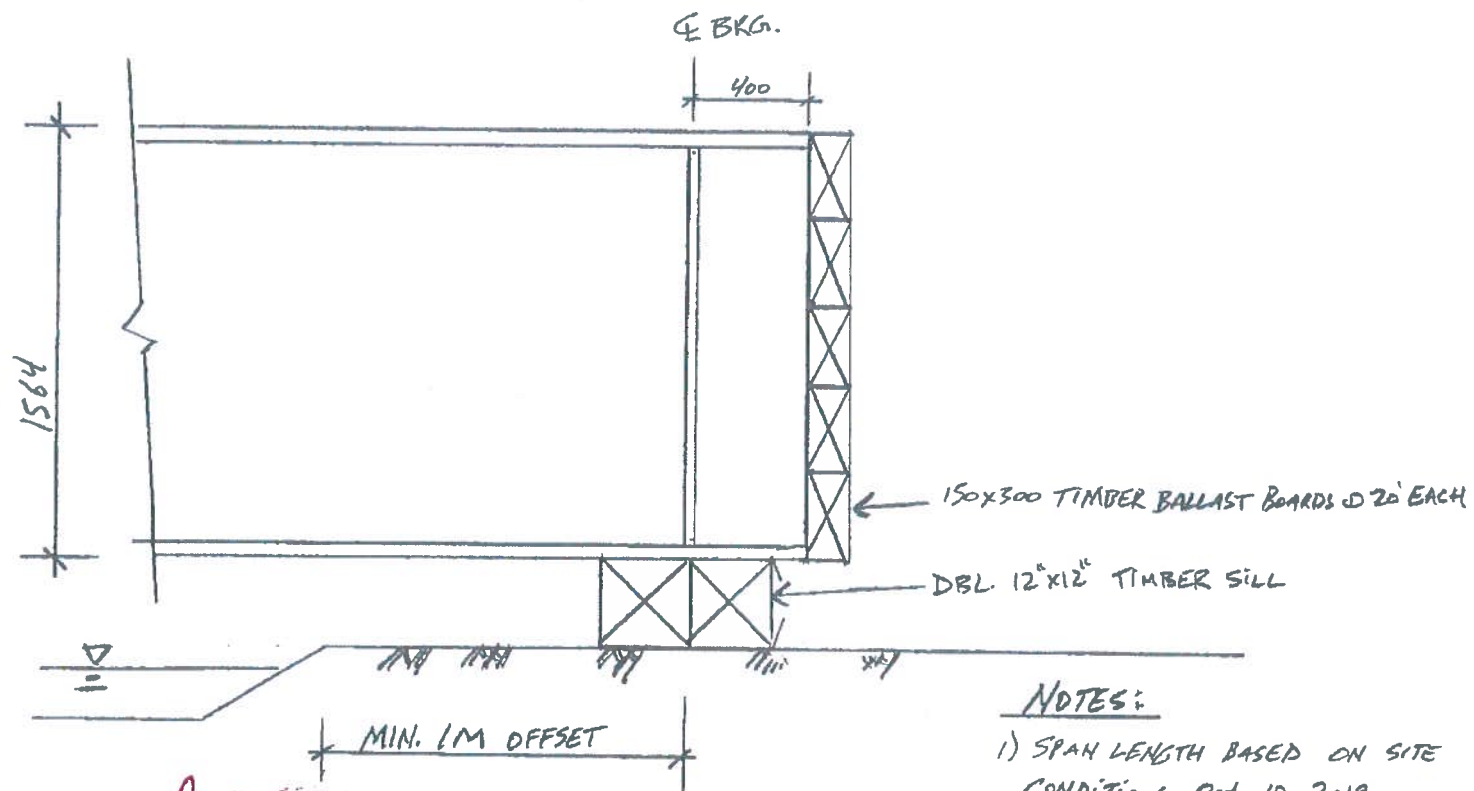 ℄ BRG.
400
1564
150x300 TIMBER BALLAST BOARDS @ 20' EACH
DBL. 12"x12" TIMBER SILL
MIN. 1M OFFSET
NOTES:
1) SPAN LENGTH BASED ON SITE